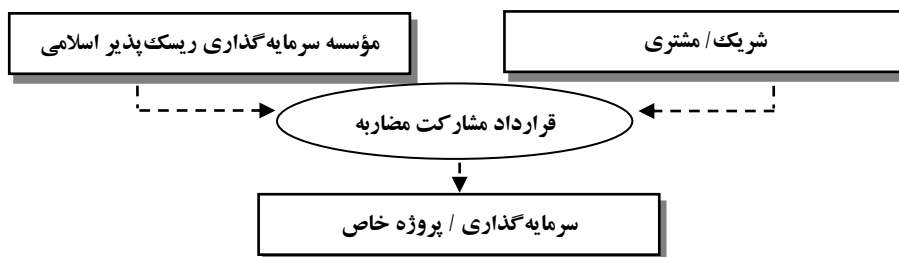 شریک/ مشتری
مؤسسه سرمایه‌گذاری ریسک‌پذیر اسلامی
قرارداد مشارکت مضاربه
سرمایه‌گذاری / پروژه خاص